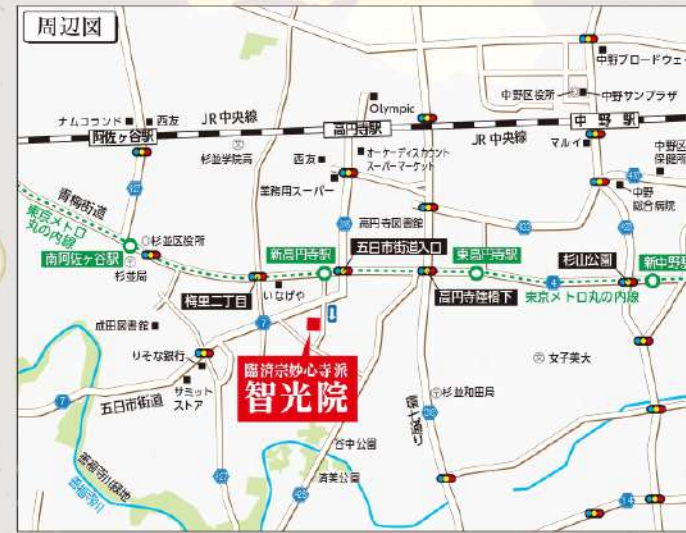 周辺図
中野ブロードウェイ
中野区役所
中野サンプラザ
Olympic
ナムコランド
西友
JR 中央線
阿佐ヶ谷駅
高円寺駅
JR 中央線
中野駅
マルイ
中野区
保健所
杉並学院高
西友
オーケーディスカウント
スーパーマーケット
業務用スーパー
中野
総合病院
青梅街道
東京メトロ
丸の内線
高円寺図書館
杉並区役所
南阿佐ヶ谷駅
杉並局
新高円寺駅
五日市街道入口
東高円寺駅
杉山公園
新中野駅
梅里二丁目
いなげや
高円寺陸橋下
4
東京メトロ丸の内線
7
成田図書館
りそな銀行
サミット
ストア
臨済宗妙心寺派
智光院
女子美大
7
五日市街道
杉並和田局
環七通り
谷中公園
済美公園
善福寺川緑地
善福寺川